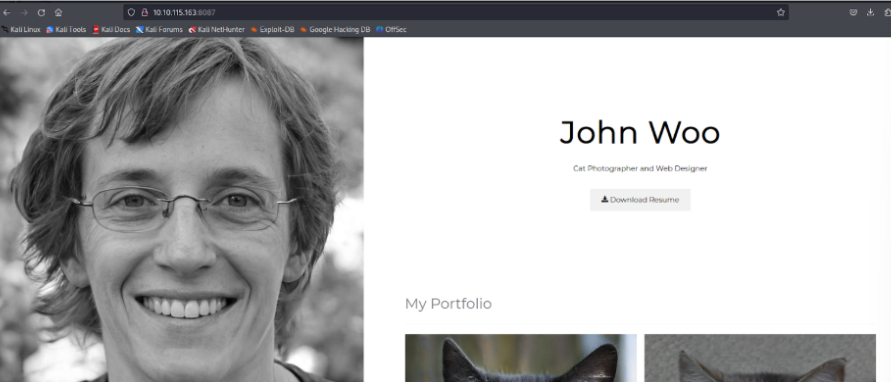 10.10.115.163:8087
Kali Linux Kali Tools Kali Docs Kali Forums Kali NetHunter Exploit-DB Google Hacking DB OffSec
John Woo
Cat Photographer and Web Designer
Download Resume
My Portfolio